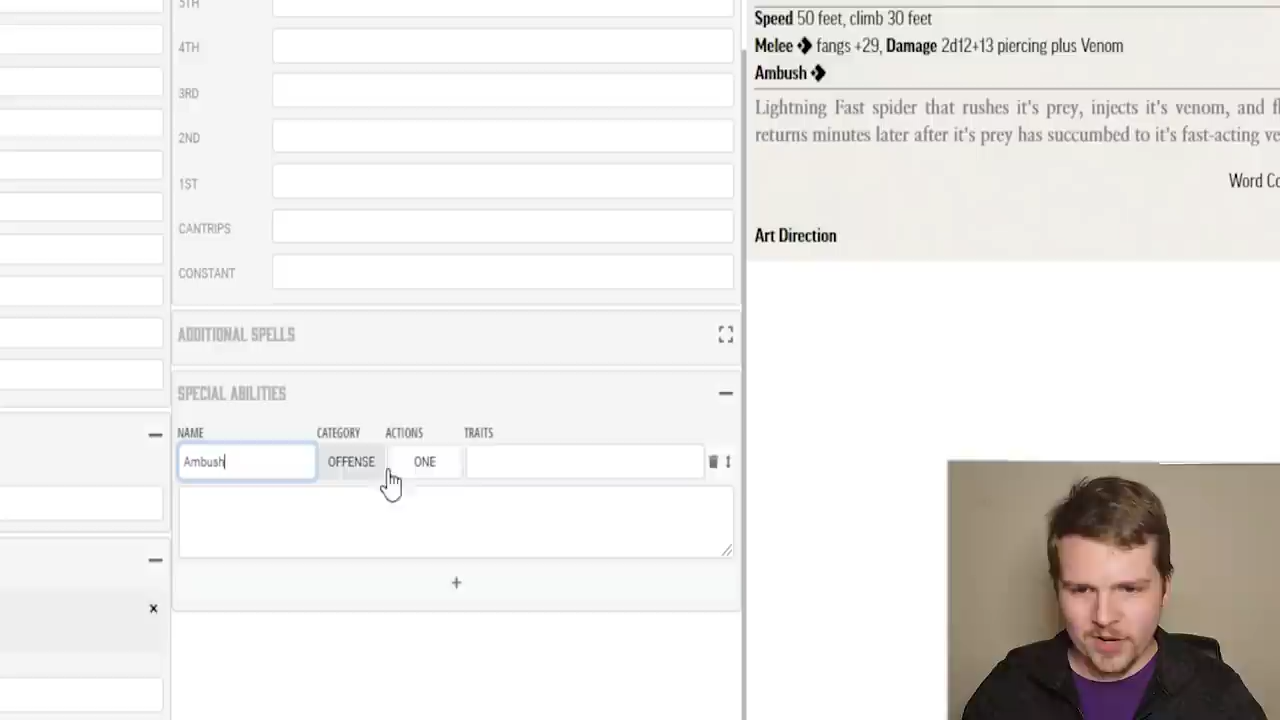 5TH
4TH
3RD
2ND
1ST
CANTRIPS
CONSTANT
ADDITIONAL SPELLS
SPECIAL ABILITIES
NAME CATEGORY ACTIONS TRAITS
Ambush OFFENSE ONE
+
Speed 50 feet, climb 30 feet
Melee fangs +29, Damage 2d12+13 piercing plus Venom
Ambush
Lightning Fast spider that rushes it's prey, injects it's venom, and
returns minutes later after it's prey has succumbed to it's fast-acting
Word
Art Direction